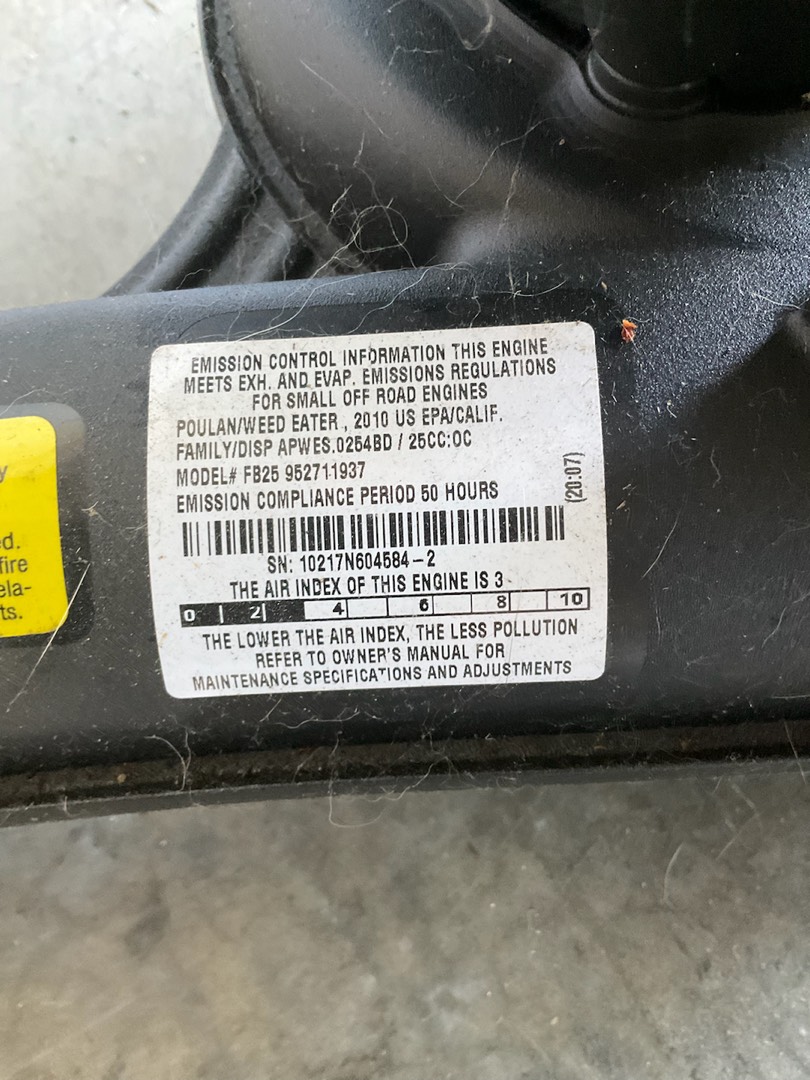 EMISSION CONTROL INFORMATION THIS ENGINE
MEETS EXH. AND EVAP. EMISSIONS REGULATIONS
FOR SMALL OFF ROAD ENGINES
POULAN/WEED EATER , 2010 US EPA/CALIF.
FAMILY/DISP APWES.0254BD / 25CC:OC
MODEL# FB25 952711937
EMISSION COMPLIANCE PERIOD 50 HOURS
(20:07)
SN: 10217N604584-2
THE AIR INDEX OF THIS ENGINE IS 3
0 2 4 6 8 10
THE LOWER THE AIR INDEX, THE LESS POLLUTION
REFER TO OWNER'S MANUAL FOR
MAINTENANCE SPECIFICATIONS AND ADJUSTMENTS
y
ed.
fire
ela-
ts.